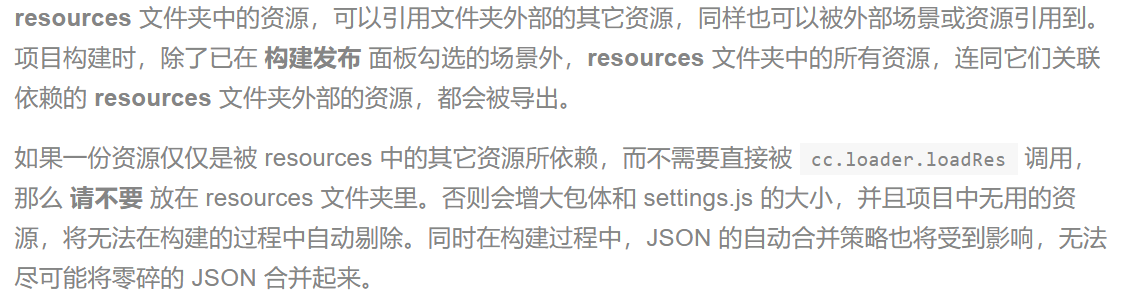 resources 文件夹中的资源，可以引用文件夹外部的其它资源，同样也可以被外部场景或资源引用到。
项目构建时，除了已在 构建发布 面板勾选的场景外，resources 文件夹中的所有资源，连同它们关联
依赖的 resources 文件夹外部的资源，都会被导出。
如果一份资源仅仅是被 resources 中的其它资源所依赖，而不需要直接被 cc.loader.loadRes 调用，
那么 请不要 放在 resources 文件夹里。否则会增大包体和 settings.js 的大小，并且项目中无用的资
源，将无法在构建的过程中自动剔除。同时在构建过程中，JSON 的自动合并策略也将受到影响，无法
尽可能将零碎的 JSON 合并起来。